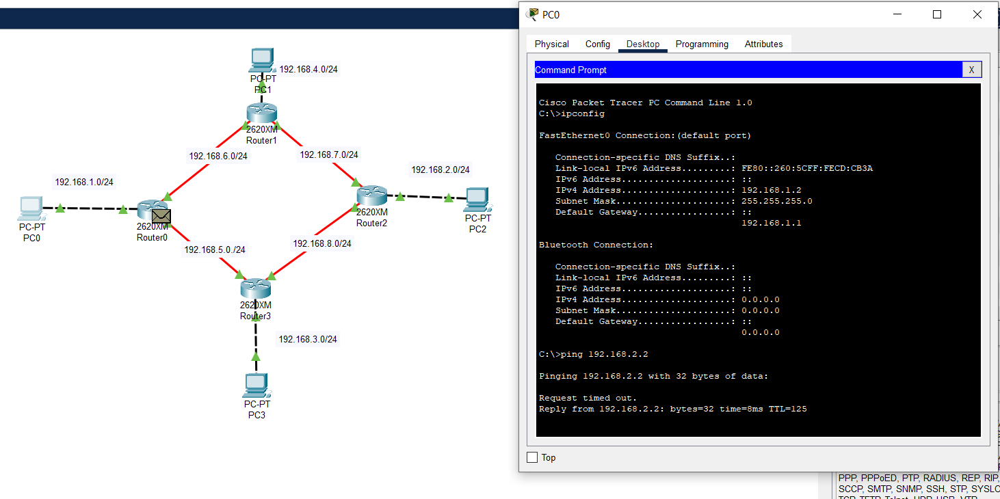 PC0
Physical Config Desktop Programming Attributes
Command Prompt
X
Cisco Packet Tracer PC Command Line 1.0
C:\>ipconfig
FastEthernet0 Connection:(default port)
Connection-specific DNS Suffix..:
Link-local IPv6 Address.........: FE80::260:5CFF:FECD:CB3A
IPv6 Address....................: ::
IPv4 Address....................: 192.168.1.2
Subnet Mask.....................: 255.255.255.0
Default Gateway.................: ::
192.168.1.1
Bluetooth Connection:
Connection-specific DNS Suffix..:
Link-local IPv6 Address.........: ::
IPv6 Address....................: ::
IPv4 Address....................: 0.0.0.0
Subnet Mask.....................: 0.0.0.0
Default Gateway.................: ::
0.0.0.0
C:\>ping 192.168.2.2
Pinging 192.168.2.2 with 32 bytes of data:
Request timed out.
Reply from 192.168.2.2: bytes=32 time=8ms TTL=125
Top
192.168.4.0/24
PC-PT
PC1
2620XM
Router1
192.168.6.0/24
192.168.7.0/24
192.168.2.0/24
192.168.1.0/24
PC-PT
PC0
2620XM
Router0
2620XM
Router2
PC-PT
PC2
192.168.5.0./24
192.168.8.0/24
2620XM
Router3
192.168.3.0/24
PC-PT
PC3
PPP, PPPoED, PTP, RADIUS, REP, RIP,
SCCP, SMTP, SNMP, SSH, STP, SYSLO